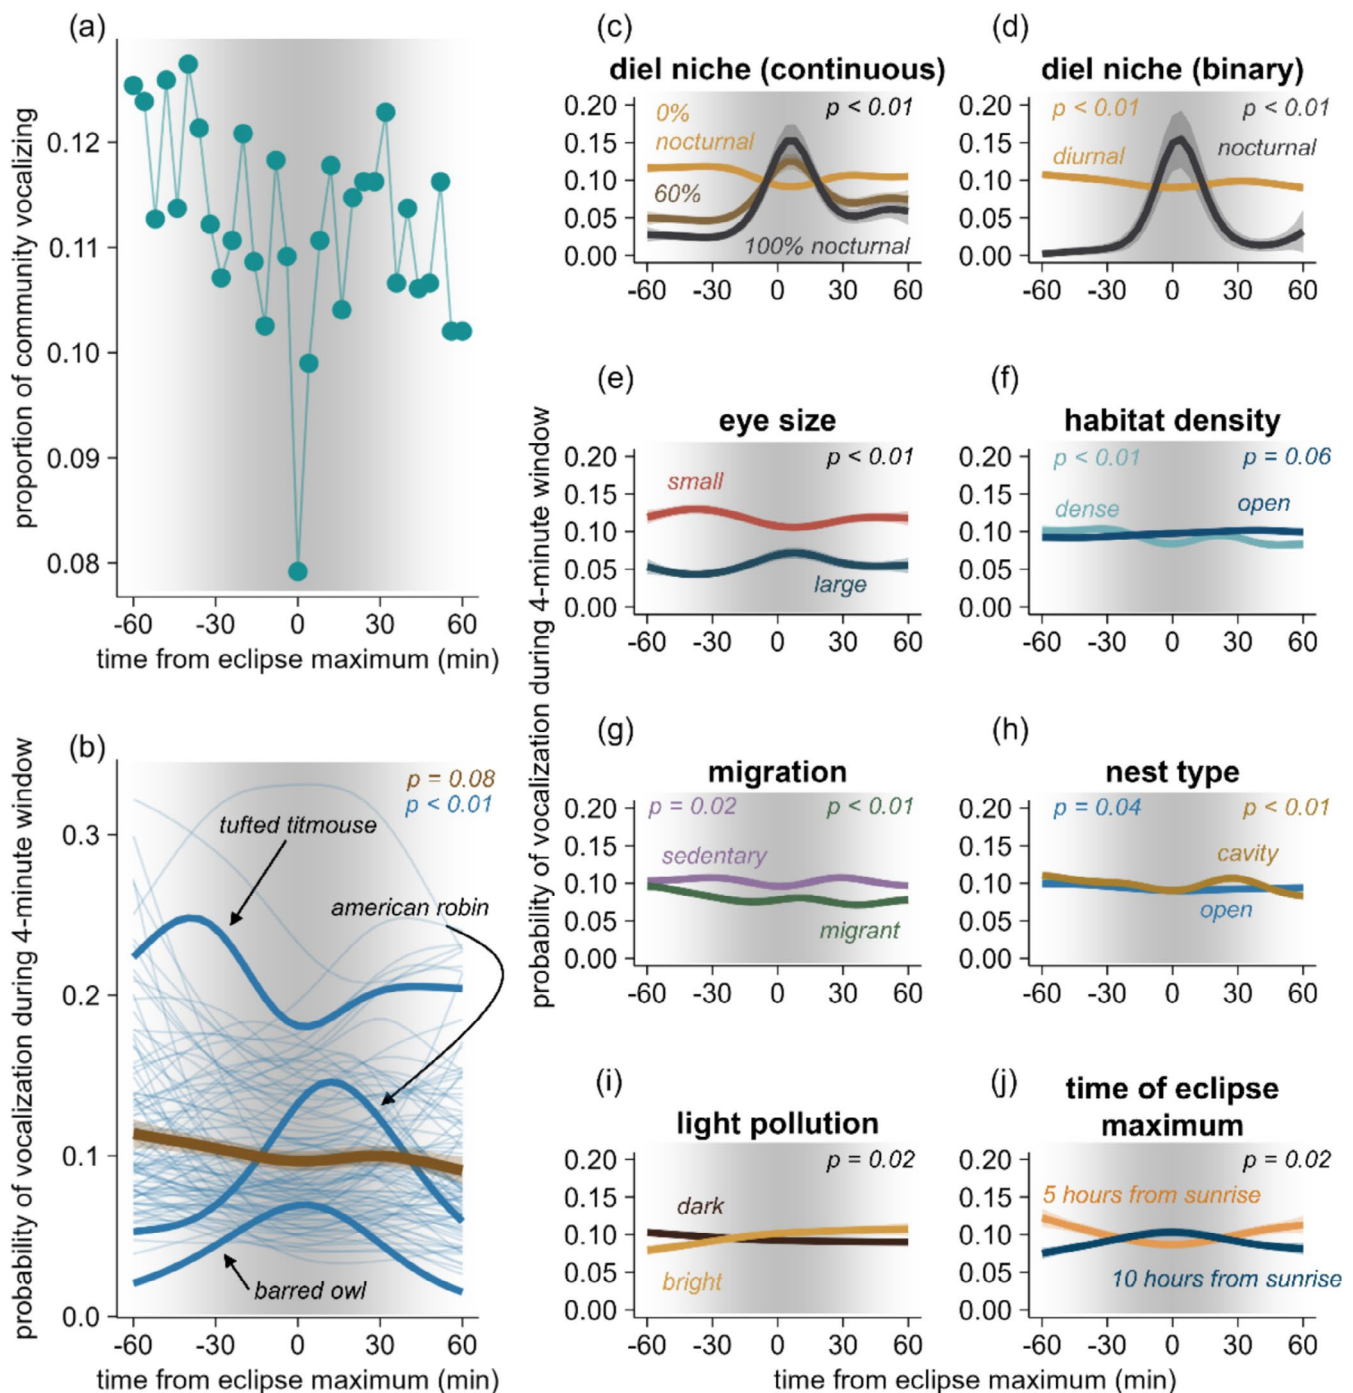 (a)
proportion of community vocalizing
0.12
0.11
0.10
0.09
0.08
-60 -30 0 30 60
time from eclipse maximum (min)
(b)
probability of vocalization during 4-minute window
p = 0.08
p < 0.01
tufted titmouse
american robin
barred owl
0.3
0.2
0.1
0.0
-60 -30 0 30 60
time from eclipse maximum (min)
probability of vocalization during 4-minute window
(c)
diel niche (continuous)
0.20
0.15
0.10
0.05
0.00
0%
nocturnal
p < 0.01
60%
100% nocturnal
-60 -30 0 30 60
(d)
diel niche (binary)
0.20
0.15
0.10
0.05
0.00
p < 0.01
p < 0.01
diurnal
nocturnal
-60 -30 0 30 60
(e)
eye size
0.20
0.15
0.10
0.05
0.00
p < 0.01
small
large
-60 -30 0 30 60
(f)
habitat density
0.20
0.15
0.10
0.05
0.00
p < 0.01
p = 0.06
dense
open
-60 -30 0 30 60
(g)
migration
0.20
0.15
0.10
0.05
0.00
p = 0.02
p < 0.01
sedentary
migrant
-60 -30 0 30 60
(h)
nest type
0.20
0.15
0.10
0.05
0.00
p = 0.04
p < 0.01
cavity
open
-60 -30 0 30 60
(i)
light pollution
0.20
0.15
0.10
0.05
0.00
p = 0.02
dark
bright
-60 -30 0 30 60
(j)
time of eclipse
maximum
0.20
0.15
0.10
0.05
0.00
p = 0.02
5 hours from sunrise
10 hours from sunrise
-60 -30 0 30 60
time from eclipse maximum (min)